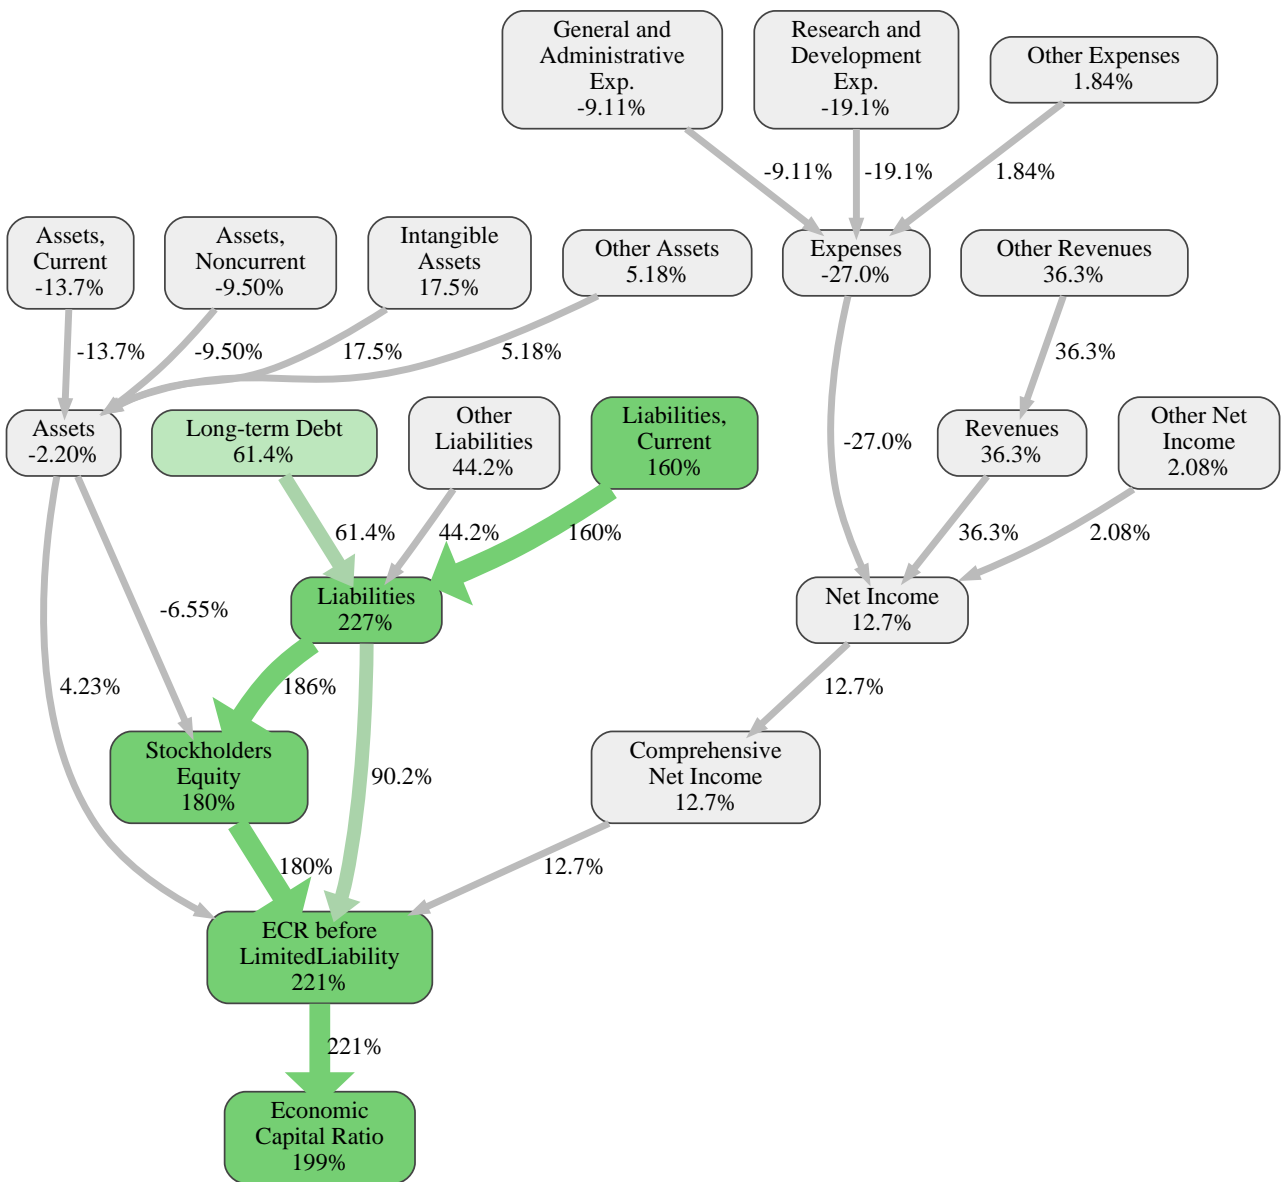 General and
Administrative
Exp.
-9.11%
Research and
Development
Exp.
-19.1%
Other Expenses
1.84%
-9.11%
-19.1%
1.84%
Assets,
Current
-13.7%
Assets,
Noncurrent
-9.50%
Intangible
Assets
17.5%
Other Assets
5.18%
Expenses
-27.0%
Other Revenues
36.3%
-13.7%
-9.50%
17.5%
5.18%
36.3%
Assets
-2.20%
Long-term Debt
61.4%
Other
Liabilities
44.2%
Liabilities,
Current
160%
-27.0%
Revenues
36.3%
Other Net
Income
2.08%
61.4%
44.2%
160%
36.3%
2.08%
-6.55%
Liabilities
227%
Net Income
12.7%
4.23%
186%
12.7%
Stockholders
Equity
180%
90.2%
Comprehensive
Net Income
12.7%
180%
12.7%
ECR before
LimitedLiability
221%
221%
Economic
Capital Ratio
199%